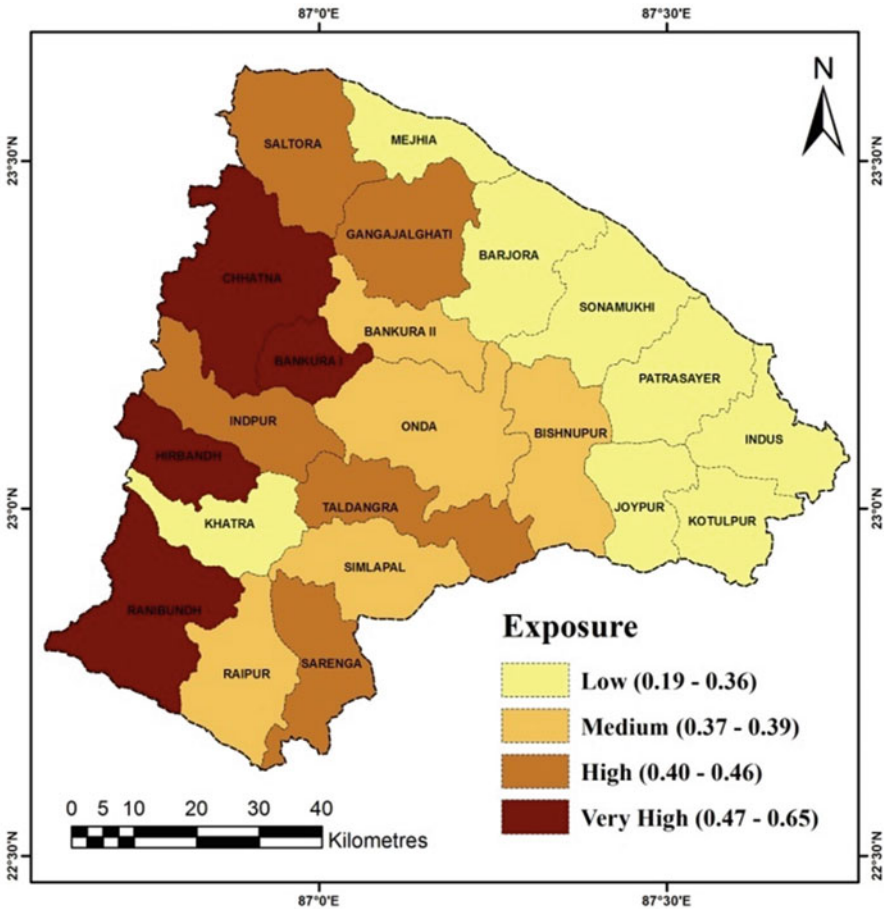 87°0'E 87°30'E
N
23°30'N 23°30'N
SALTORA
MEJHIA
GANGAJALGHATI
BARJORA
CHHATNA
SONAMUKHI
BANKURA II
BANKURA I
PATRASAYER
INDPUR
ONDA
BISHNUPUR
INDUS
HIRBANDH
23°0'N 23°0'N
TALDANGRA
JOYPUR
KOTULPUR
KHATRA
SIMLAPAL
RANIBUNDH
RAIPUR
SARENGA
Exposure
Low (0.19 - 0.36)
Medium (0.37 - 0.39)
High (0.40 - 0.46)
Very High (0.47 - 0.65)
0 5 10 20 30 40
Kilometres
22°30'N 22°30'N
87°0'E 87°30'E